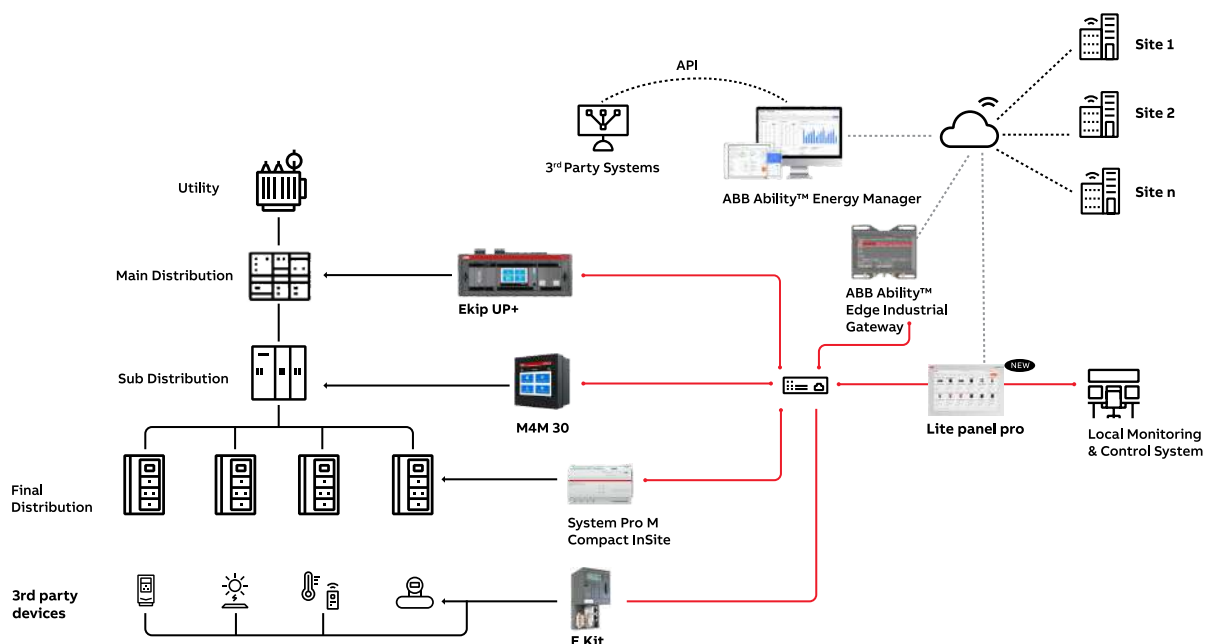 API
Site 1
Site 2
Site n
3rd Party Systems
ABB Ability™ Energy Manager
Utility
Main Distribution
Ekip UP+
ABB Ability™
Edge Industrial
Gateway
Sub Distribution
M4M 30
NEW
Lite panel pro
Local Monitoring
& Control System
Final
Distribution
System Pro M
Compact InSite
3rd party
devices
E Kit